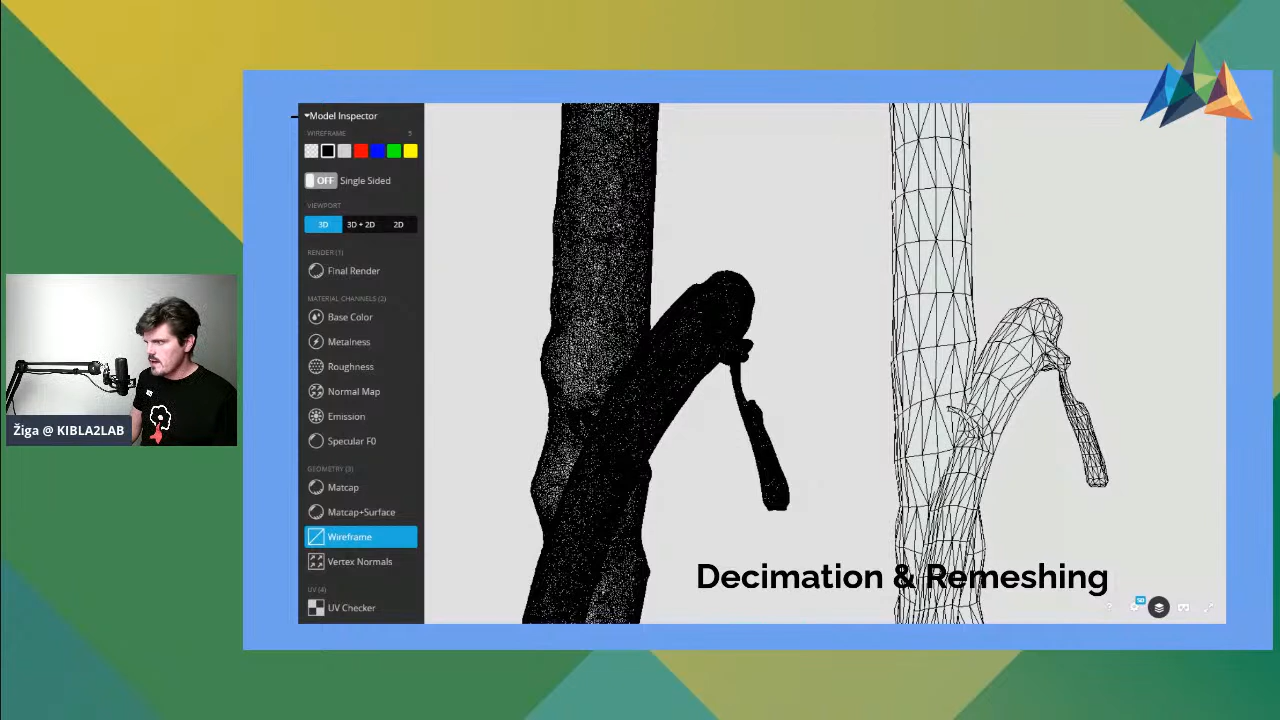 Model Inspector
WIREFRAME 5
OFF Single Sided
VIEWPORT
3D 3D + 2D 2D
RENDER (1)
Final Render
MATERIAL CHANNELS (2)
Base Color
Metalness
Roughness
Normal Map
Emission
Specular F0
GEOMETRY (3)
Matcap
Matcap+Surface
Wireframe
Vertex Normals
UV (4)
UV Checker
Decimation & Remeshing
Žiga @ KIBLA2LAB